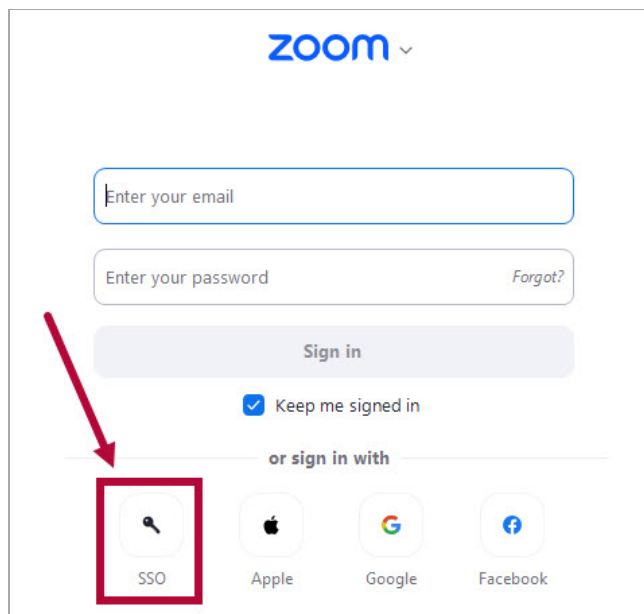 zoom
Enter your email
Enter your password Forgot?
Sign in
Keep me signed in
or sign in with
SSO Apple Google Facebook